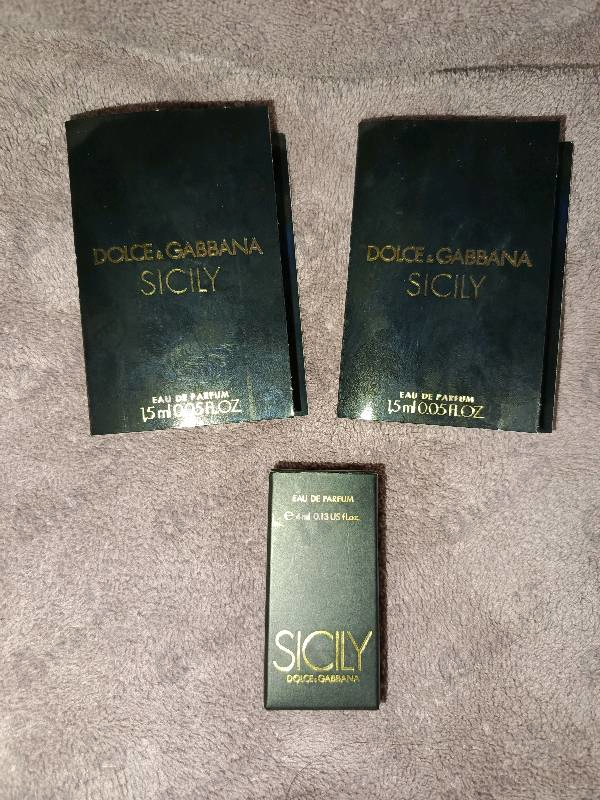 DOLCE & GABBANA
SICILY
EAU DE PARFUM
1,5 ml 0.05 FL.OZ
DOLCE & GABBANA
SICILY
EAU DE PARFUM
1,5 ml 0.05 FL.OZ
EAU DE PARFUM
e 4 ml 0.13 US fl.oz.
SICILY
DOLCE & GABBANA